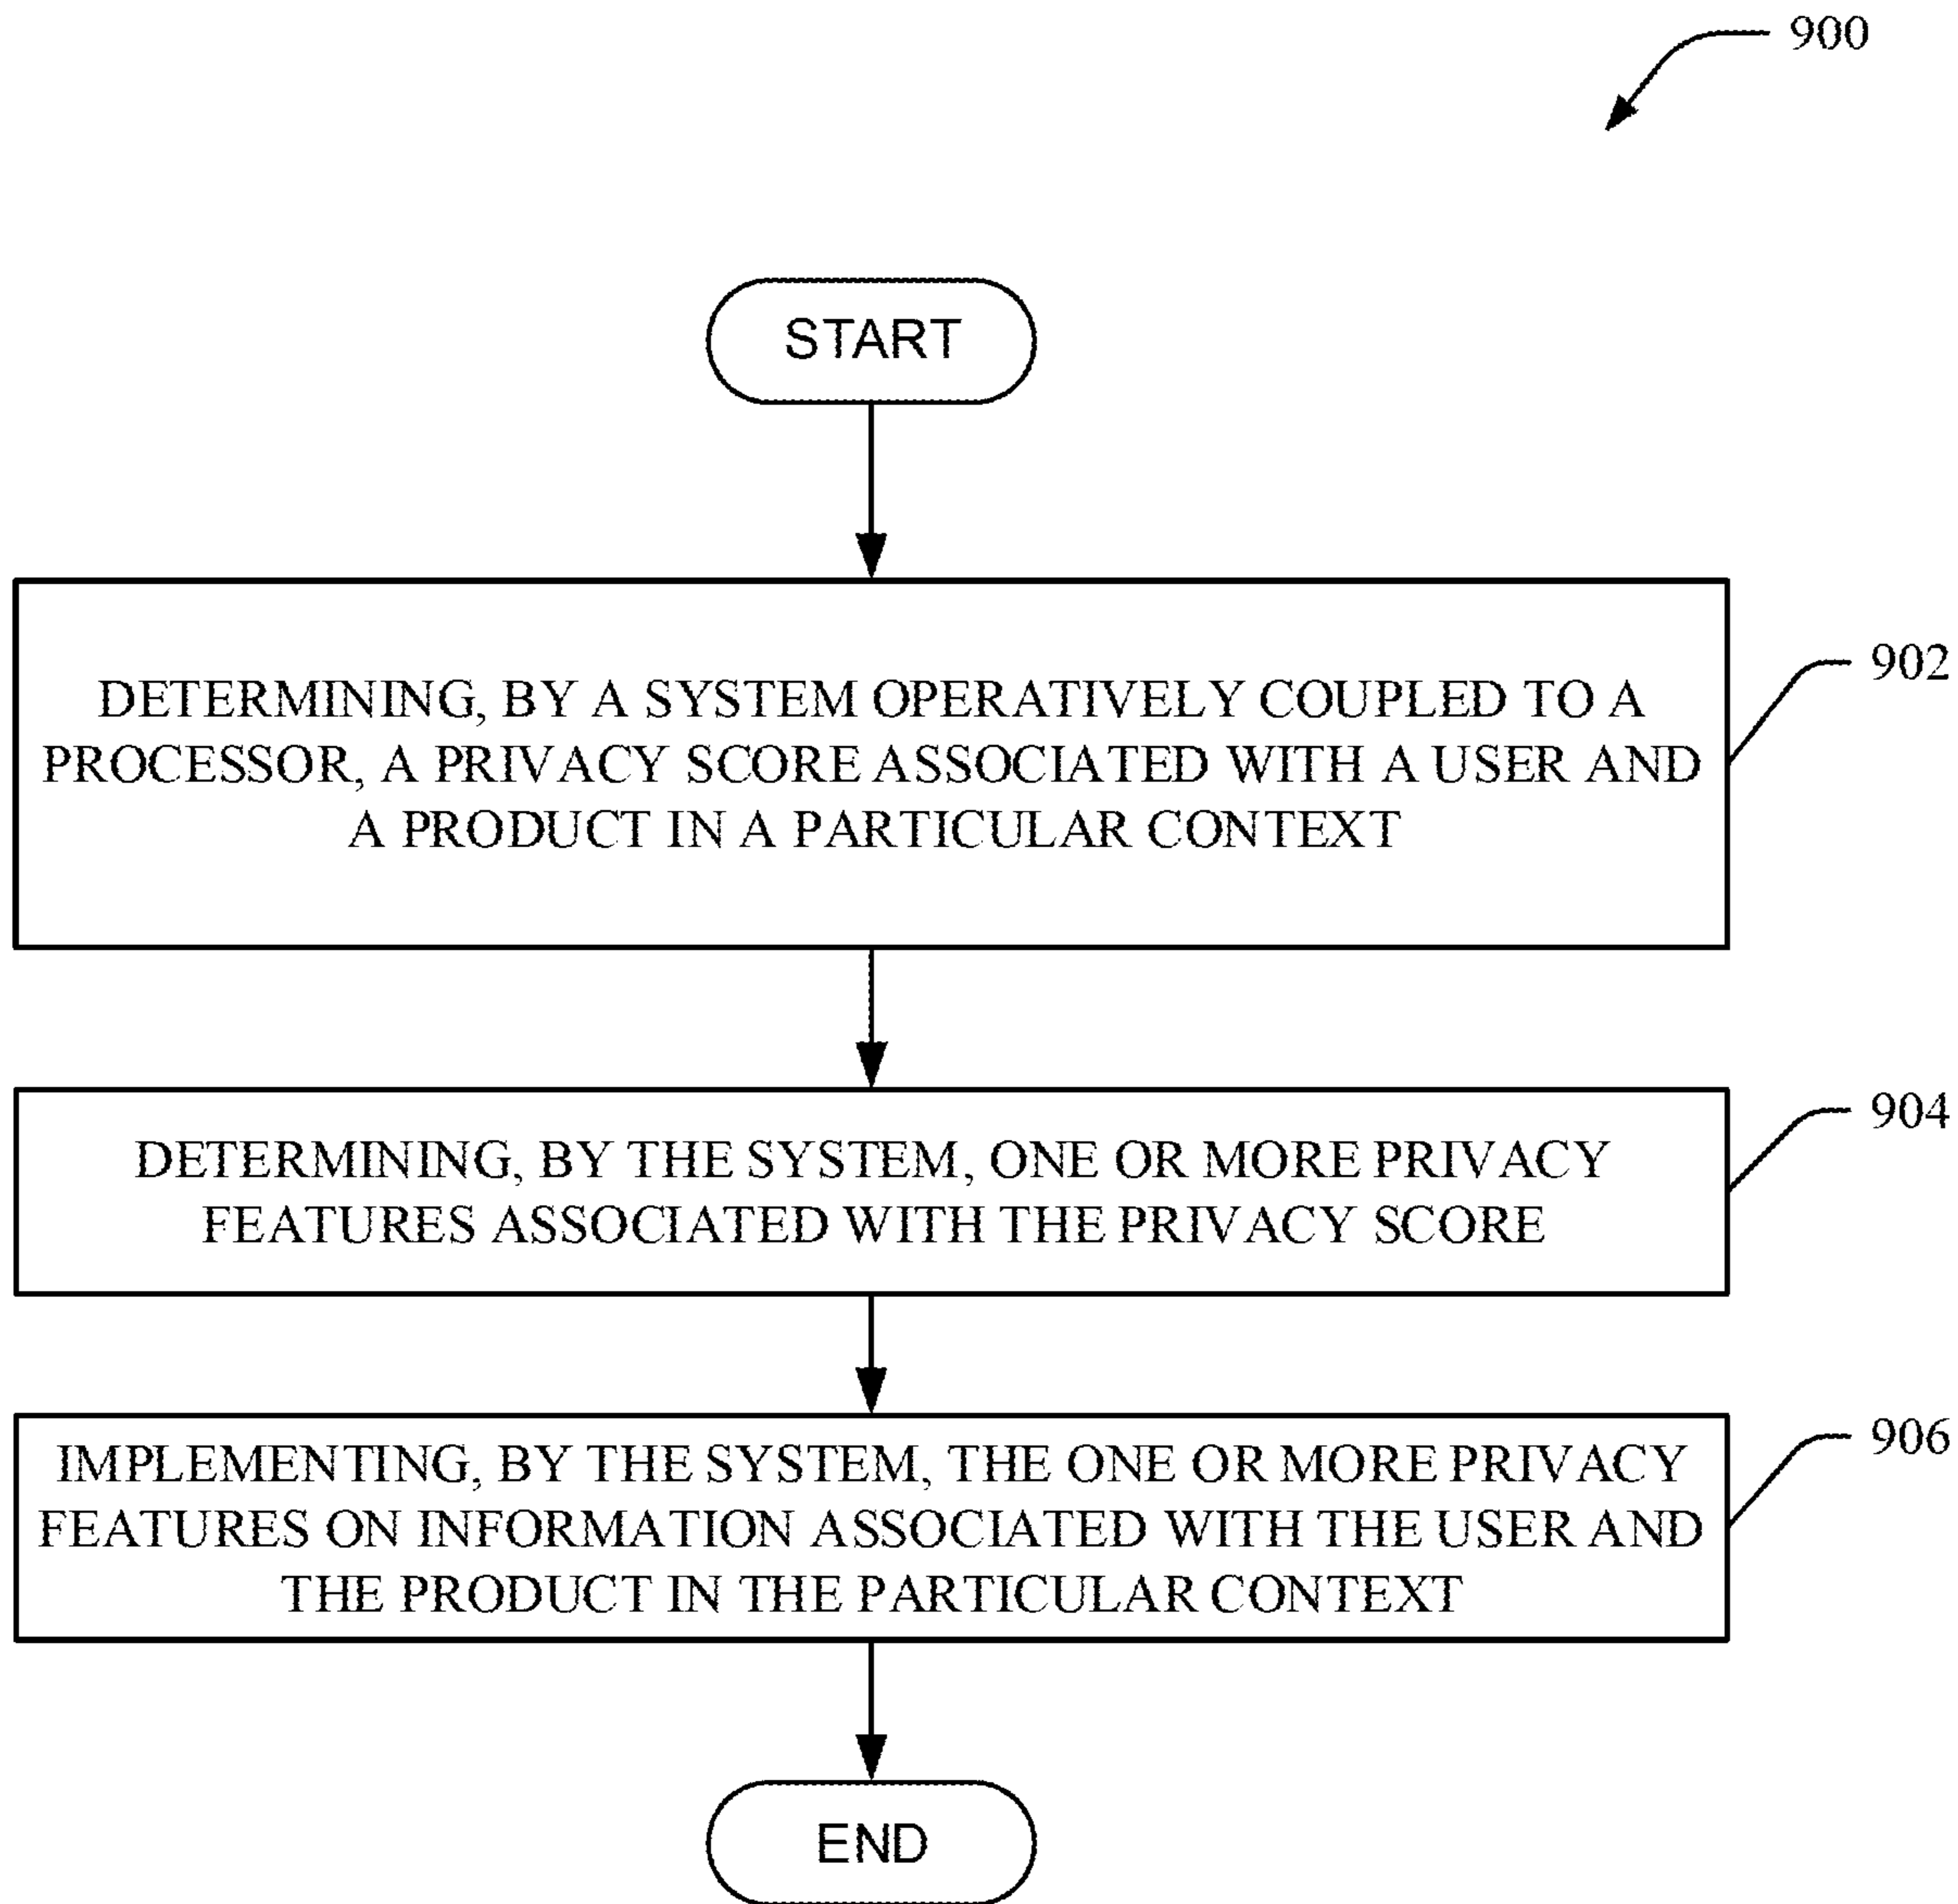 900
START
DETERMINING, BY A SYSTEM OPERATIVELY COUPLED TO A
PROCESSOR, A PRIVACY SCORE ASSOCIATED WITH A USER AND
A PRODUCT IN A PARTICULAR CONTEXT
902
DETERMINING, BY THE SYSTEM, ONE OR MORE PRIVACY
FEATURES ASSOCIATED WITH THE PRIVACY SCORE
904
IMPLEMENTING, BY THE SYSTEM, THE ONE OR MORE PRIVACY
FEATURES ON INFORMATION ASSOCIATED WITH THE USER AND
THE PRODUCT IN THE PARTICULAR CONTEXT
906
END